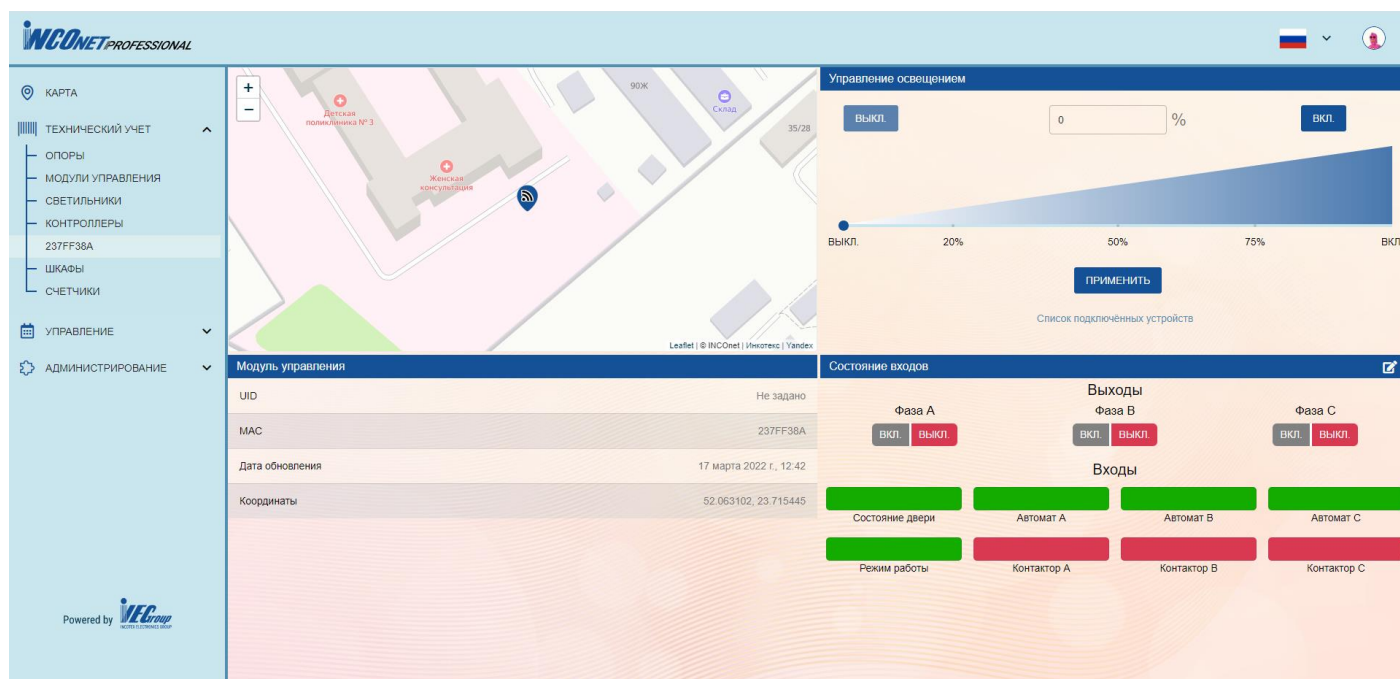 INCONET PROFESSIONAL
КАРТА
ТЕХНИЧЕСКИЙ УЧЕТ
ОПОРЫ
МОДУЛИ УПРАВЛЕНИЯ
СВЕТИЛЬНИКИ
КОНТРОЛЛЕРЫ
237FF38A
ШКАФЫ
СЧЕТЧИКИ
УПРАВЛЕНИЕ
АДМИНИСТРИРОВАНИЕ
Powered by IEGroup
INCOTEX ELECTRONICS GROUP
+
−
Детская
поликлиника № 3
Женская
консультация
90Ж
Склад
35/28
Leaflet | © INCOnet | Инкотекс | Yandex
Управление освещением
ВЫКЛ.
0
%
ВКЛ.
ВЫКЛ. 20% 50% 75% ВКЛ
ПРИМЕНИТЬ
Список подключённых устройств
Модуль управления
UID Не задано
MAC 237FF38A
Дата обновления 17 марта 2022 г., 12:42
Координаты 52.063102, 23.715445
Состояние входов
Выходы
Фаза A Фаза B Фаза C
ВКЛ. ВЫКЛ. ВКЛ. ВЫКЛ. ВКЛ. ВЫКЛ.
Входы
Состояние двери Автомат A Автомат B Автомат C
Режим работы Контактор A Контактор B Контактор C